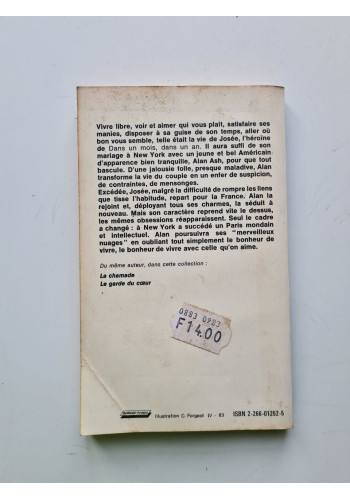 Vivre libre, voir et aimer qui vous plaît, satisfaire ses
manies, disposer à sa guise de son temps, aller où
bon vous semble, telle était la vie de Josée, l'héroïne
de Dans un mois, dans un an. Il aura suffi de son
mariage à New York avec un jeune et bel Américain
d'apparence bien tranquille, Alan Ash, pour que tout
bascule. D'une jalousie folle, presque maladive, Alan
transforme la vie du couple en un enfer de suspicion,
de contraintes, de mensonges.
Excédée, Josée, malgré la difficulté de rompre les liens
que tisse l'habitude, repart pour la France. Alan la
rejoint et, déployant tous ses charmes, la séduit à
nouveau. Mais son caractère reprend vite le dessus,
les mêmes obsessions réapparaissent. Seul le cadre
a changé : à New York a succédé un Paris mondain
et intellectuel. Alan poursuivra ses "merveilleux
nuages" en oubliant tout simplement le bonheur de
vivre, le bonheur de vivre avec celle qu'on aime.
Du même auteur, dans cette collection :
La chamade
Le garde du cœur
0883 0983
F14.00
Illustration C. Forgeot IV - 83
ISBN 2-266-01252-5